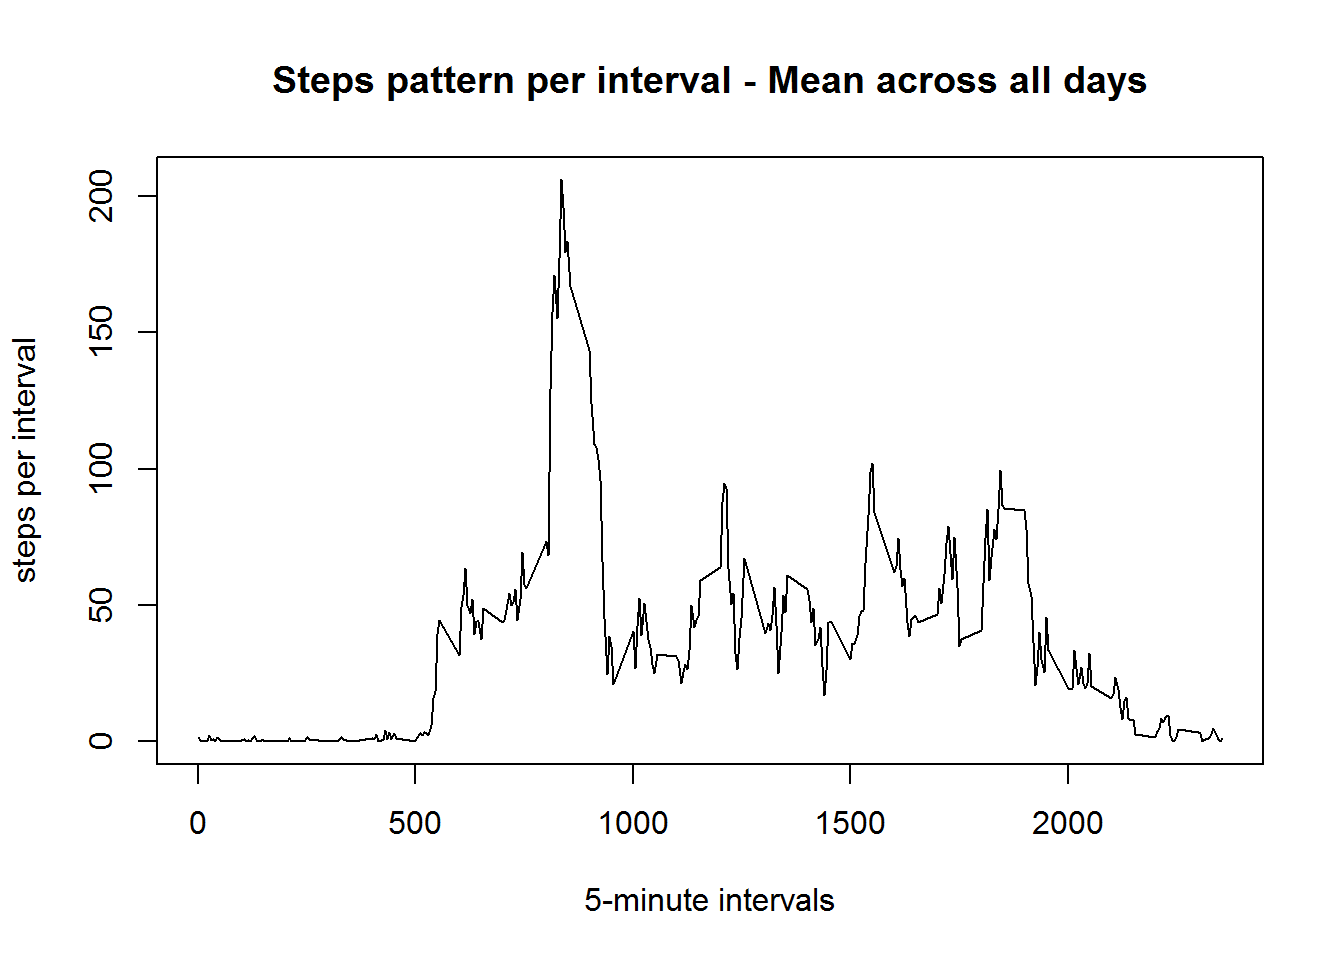 Steps pattern per interval - Mean across all days
steps per interval
200
150
100
50
0
0 500 1000 1500 2000
5-minute intervals